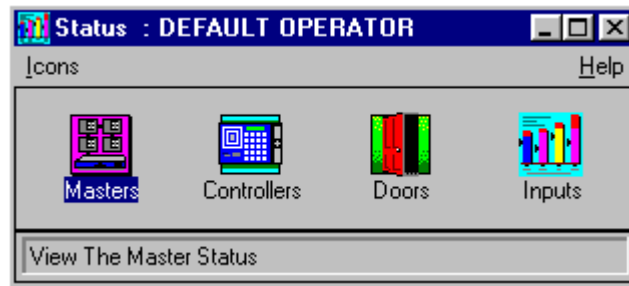 Status : DEFAULT OPERATOR
Icons Help
Masters Controllers Doors Inputs
View The Master Status